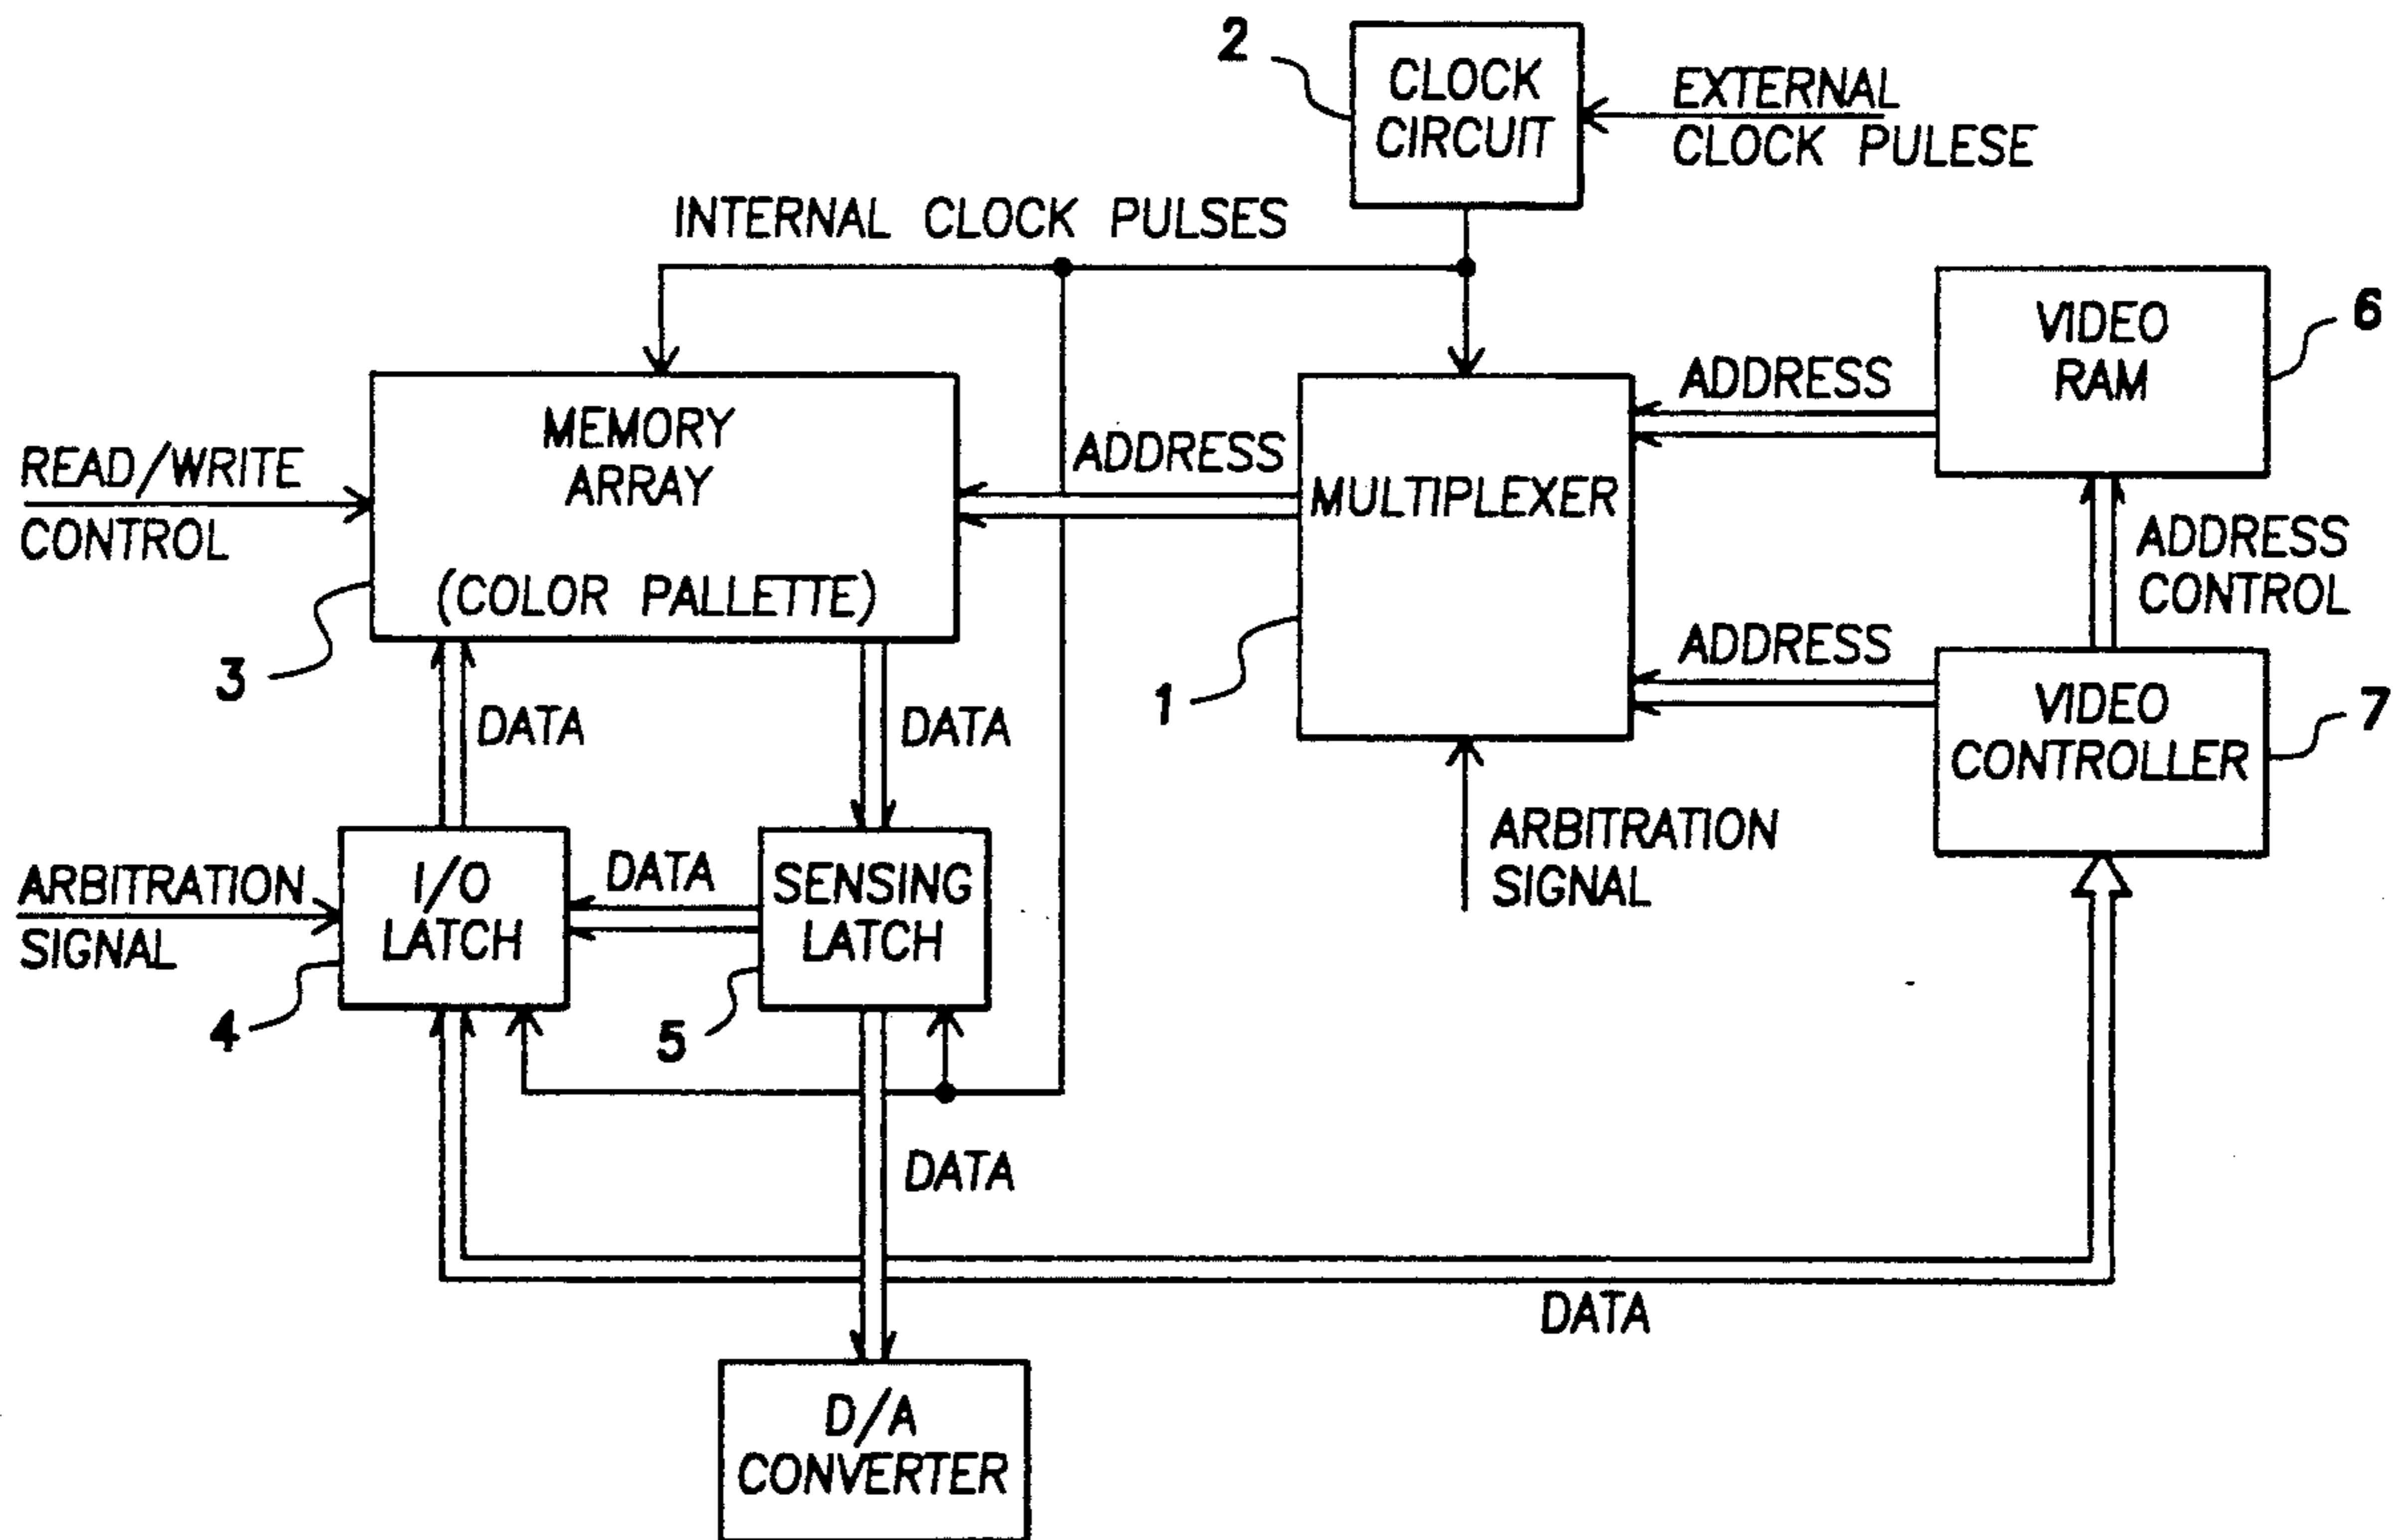 2
CLOCK
CIRCUIT
EXTERNAL
CLOCK PULESE
INTERNAL CLOCK PULSES
VIDEO
RAM
6
ADDRESS
MEMORY
ARRAY
(COLOR PALLETTE)
READ/WRITE
CONTROL
3
ADDRESS
MULTIPLEXER
1
ADDRESS
CONTROL
ADDRESS
VIDEO
CONTROLLER
7
DATA
DATA
ARBITRATION
SIGNAL
ARBITRATION
SIGNAL
I/O
LATCH
4
DATA
SENSING
LATCH
5
DATA
DATA
D/A
CONVERTER